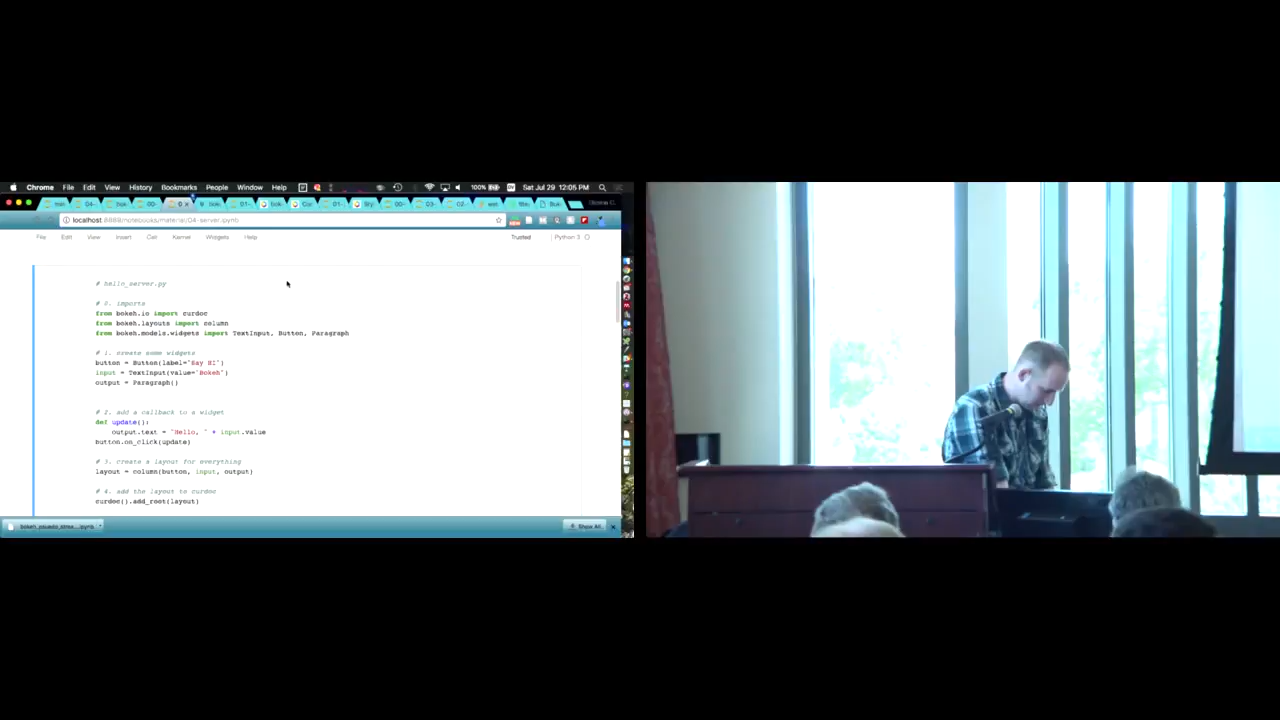 Chrome File Edit View History Bookmarks People Window Help 100% Sat Jul 29 12:05 PM
localhost:8888/notebooks/material/04-server.ipynb
File Edit View Insert Cell Kernel Widgets Help Trusted Python 3
# hello_server.py
# 0. imports
from bokeh.io import curdoc
from bokeh.layouts import column
from bokeh.models.widgets import TextInput, Button, Paragraph
# 1. create some widgets
button = Button(label="Say HI")
input = TextInput(value="Bokeh")
output = Paragraph()
# 2. add a callback to a widget
def update():
output.text = "Hello, " + input.value
button.on_click(update)
# 3. create a layout for everything
layout = column(button, input, output)
# 4. add the layout to curdoc
curdoc().add_root(layout)
Show All